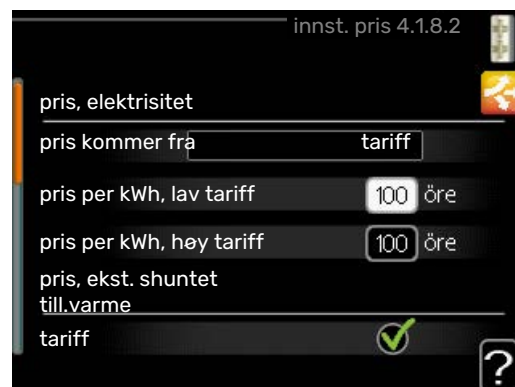 innst. pris 4.1.8.2
pris, elektrisitet
pris kommer fra tariff
pris per kWh, lav tariff 100 öre
pris per kWh, høy tariff 100 öre
pris, ekst. shuntet
till.varme
tariff
?